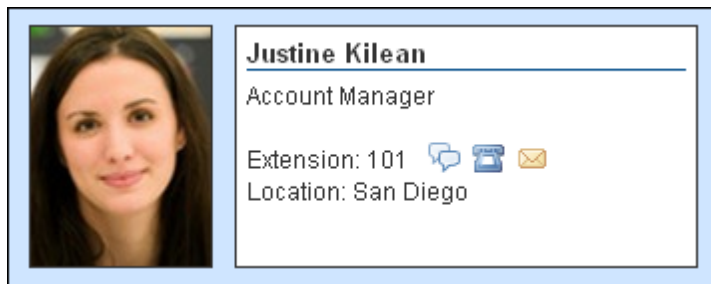 Justine Kilean
Account Manager
Extension: 101
Location: San Diego